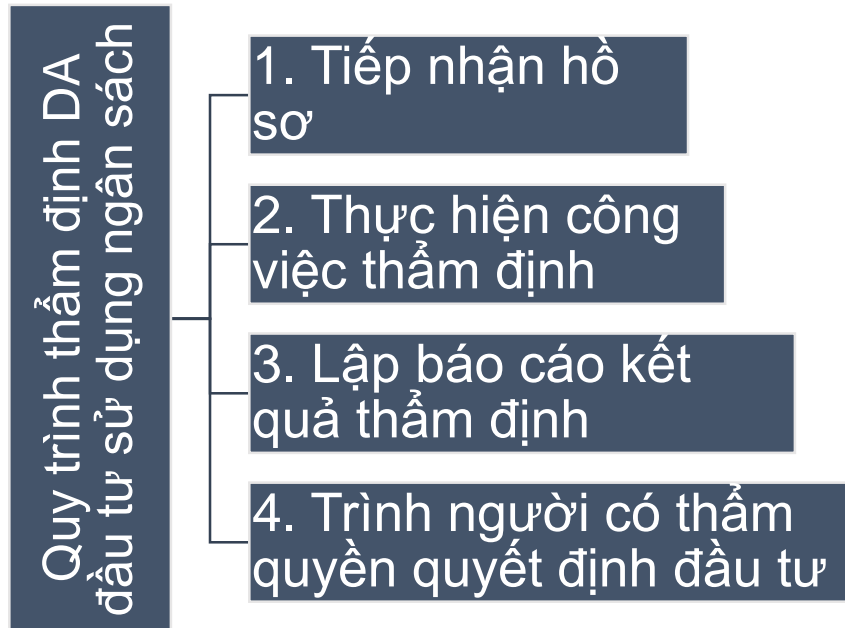 Quy trình thẩm định DA
đầu tư sử dụng ngân sách
1. Tiếp nhận hồ
sơ
2. Thực hiện công
việc thẩm định
3. Lập báo cáo kết
quả thẩm định
4. Trình người có thẩm
quyền quyết định đầu tư